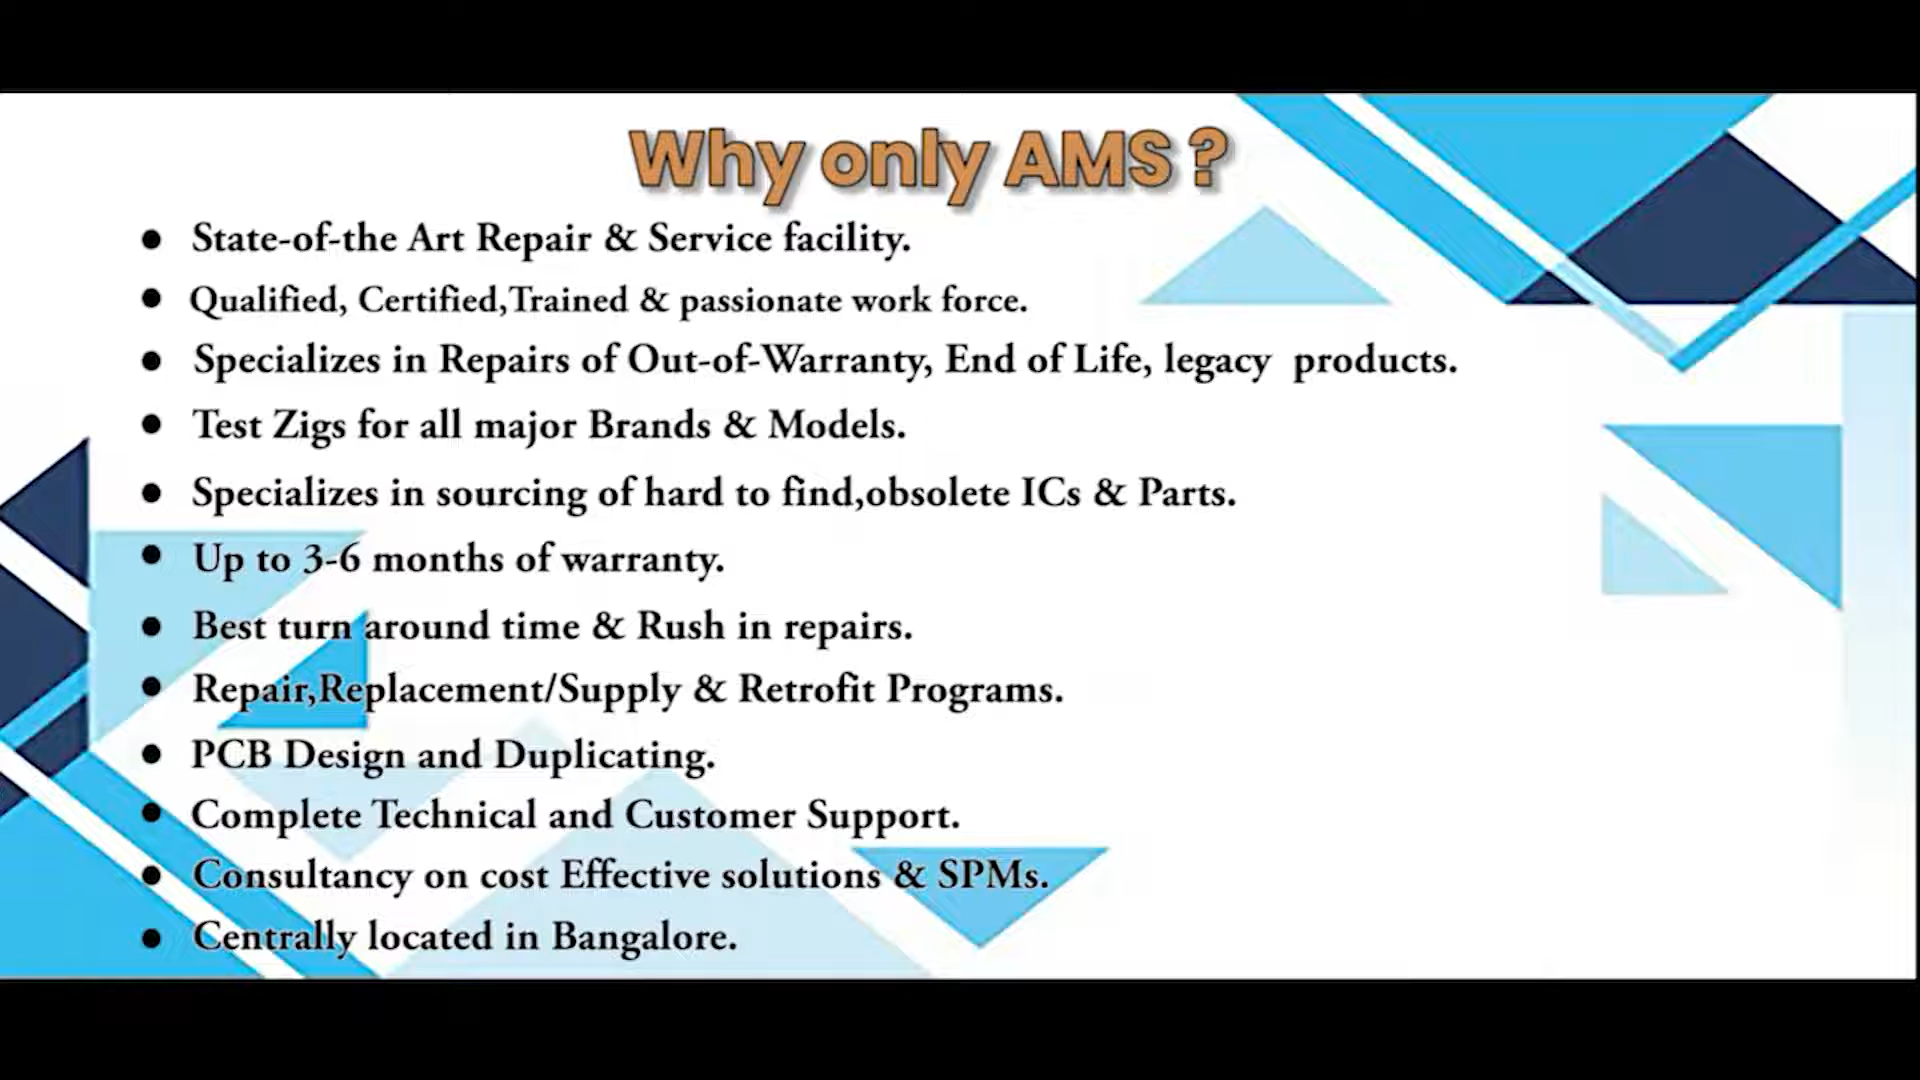 Why only AMS ?
● State-of-the Art Repair & Service facility.
● Qualified, Certified,Trained & passionate work force.
● Specializes in Repairs of Out-of-Warranty, End of Life, legacy products.
● Test Zigs for all major Brands & Models.
● Specializes in sourcing of hard to find,obsolete ICs & Parts.
● Up to 3-6 months of warranty.
● Best turn around time & Rush in repairs.
● Repair,Replacement/Supply & Retrofit Programs.
● PCB Design and Duplicating.
● Complete Technical and Customer Support.
● Consultancy on cost Effective solutions & SPMs.
● Centrally located in Bangalore.